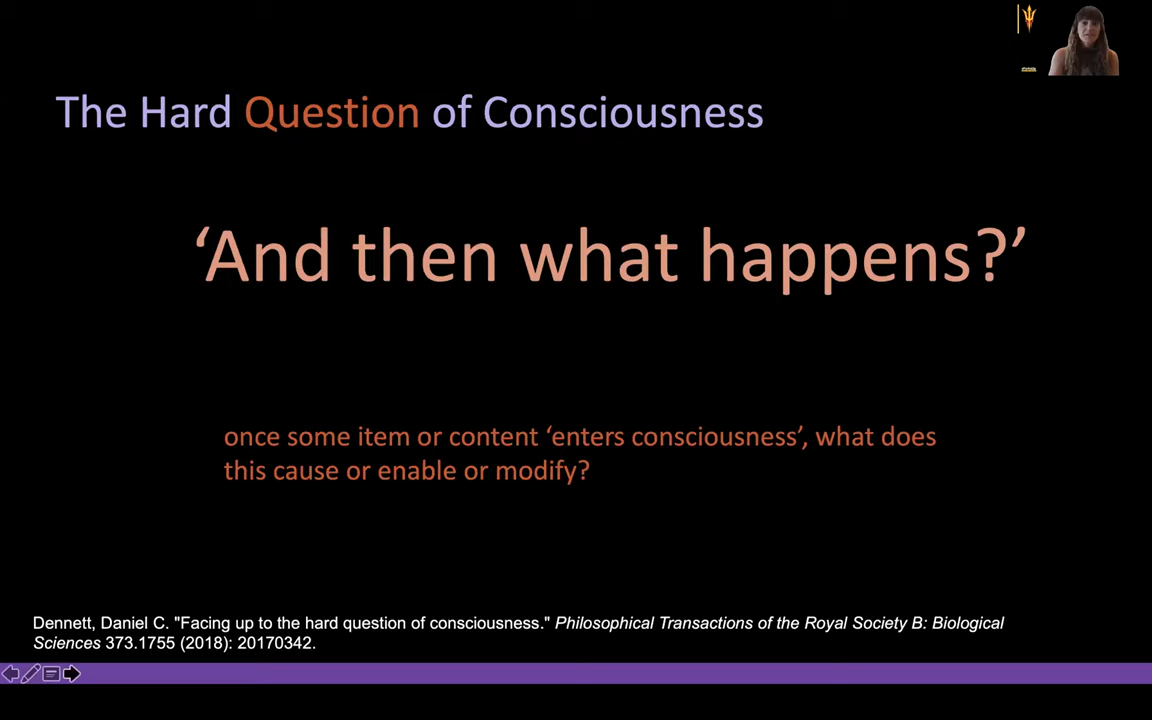 The Hard Question of Consciousness
‘And then what happens?’
once some item or content ‘enters consciousness’, what does
this cause or enable or modify?
Dennett, Daniel C. "Facing up to the hard question of consciousness." Philosophical Transactions of the Royal Society B: Biological
Sciences 373.1755 (2018): 20170342.